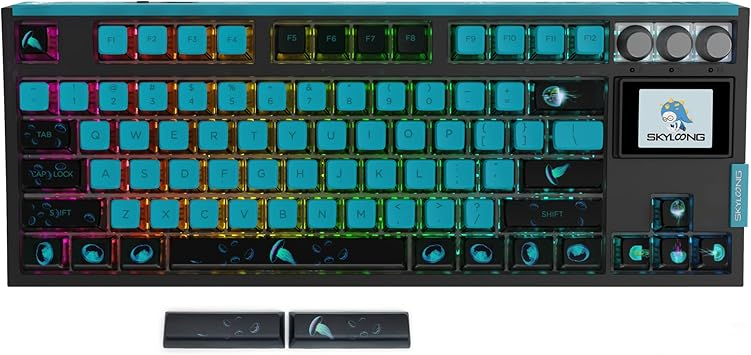 F1 F2 F3 F4 F5 F6 F7 F8 F9 F10 F11 F12
~ ! 1 @ 2 # 3 $ 4 % 5 ^ 6 & 7 * 8 ( 9 ) 0 _ - + =
TAB Q W E R T Y U I O P { [ } ] | \
CAP LOCK A S D F G H J K L : ; " '
SHIFT Z X C V B N M < , > . ? / SHIFT
SKYLOONG
SKYLOONG